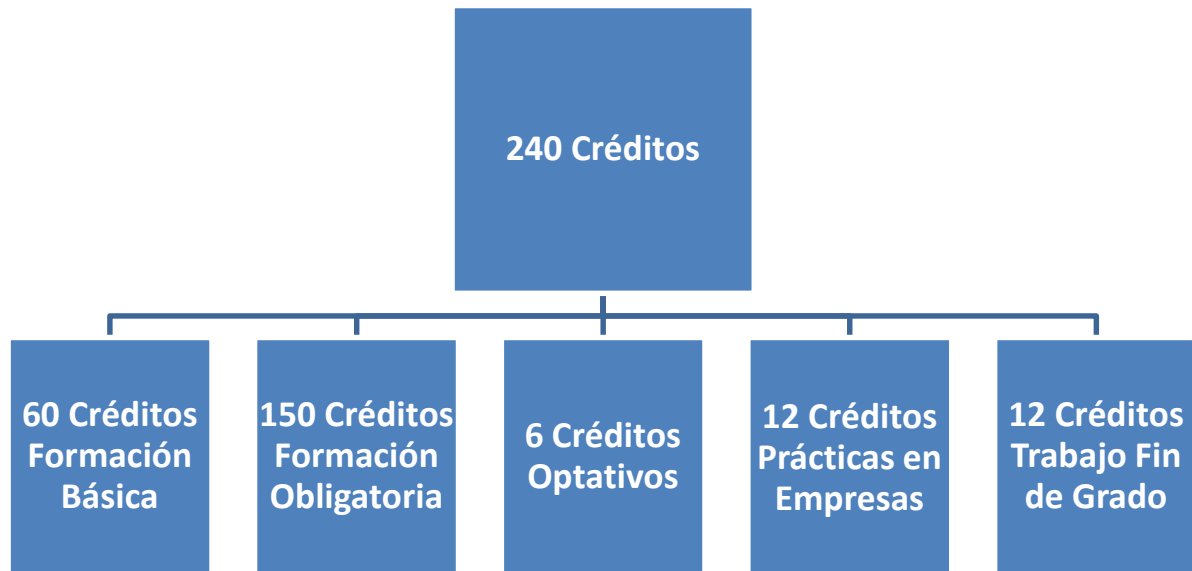 240 Créditos
60 Créditos
Formación
Básica
150 Créditos
Formación
Obligatoria
6 Créditos
Optativos
12 Créditos
Prácticas en
Empresas
12 Créditos
Trabajo Fin
de Grado